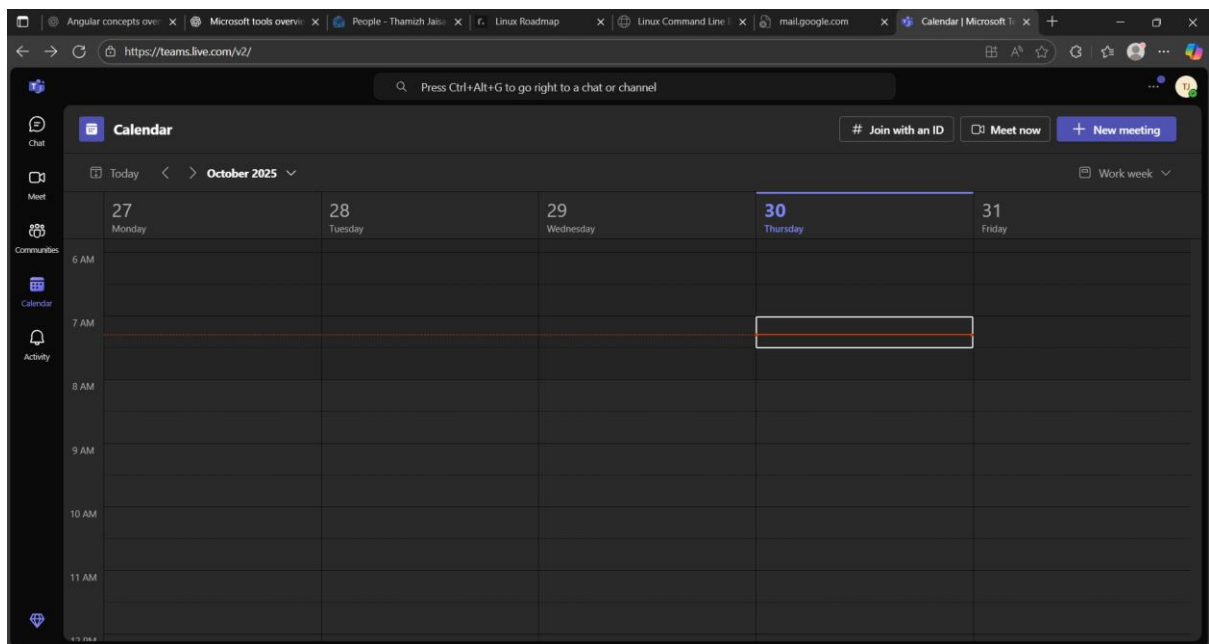 Angular concepts over
Microsoft tools overvie
People - Thamizh Jaisa
r. Linux Roadmap
Linux Command Line
mail.google.com
Calendar | Microsoft Te
https://teams.live.com/v2/
Press Ctrl+Alt+G to go right to a chat or channel
TJ
Chat
Meet
Communities
Calendar
Activity
Calendar
# Join with an ID
Meet now
+ New meeting
Today
October 2025
Work week
27
Monday
28
Tuesday
29
Wednesday
30
Thursday
31
Friday
6 AM
7 AM
8 AM
9 AM
10 AM
11 AM
12 PM